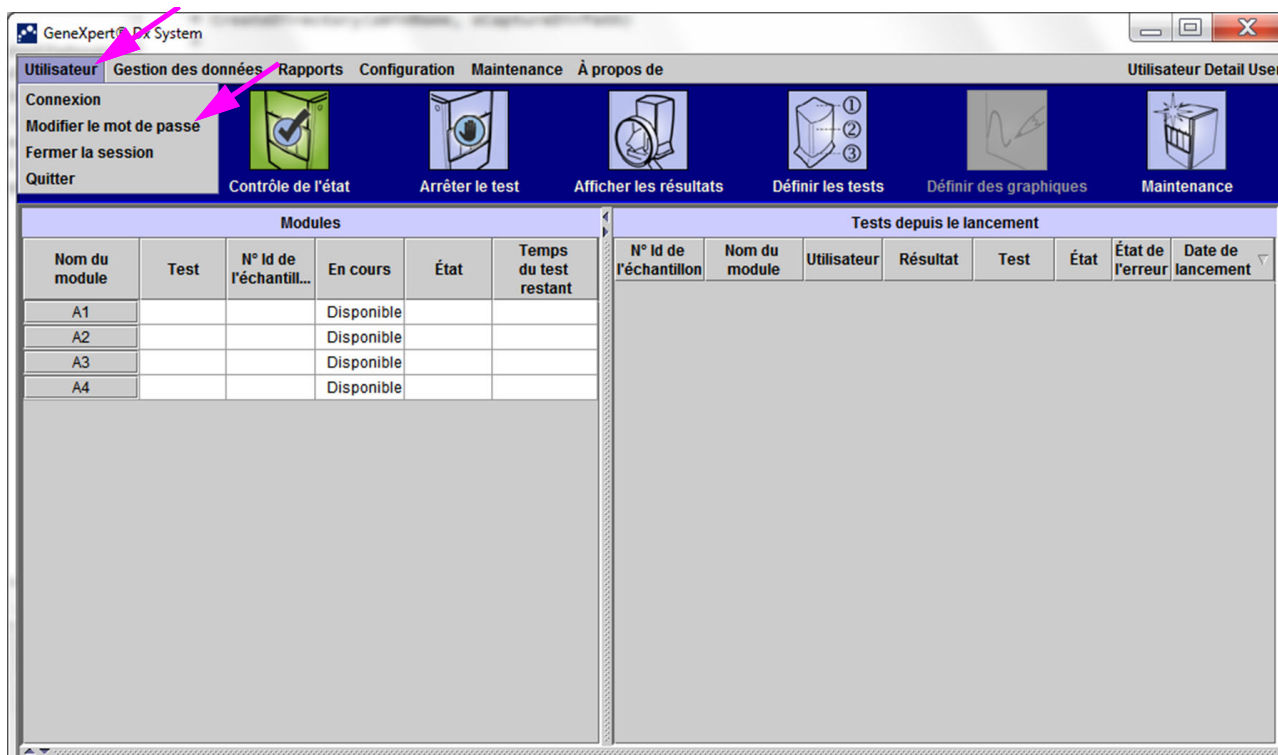 GeneXpert® Dx System
Utilisateur Gestion des données Rapports Configuration Maintenance À propos de Utilisateur Detail User
Connexion
Modifier le mot de passe
Fermer la session
Quitter
Contrôle de l'état Arrêter le test Afficher les résultats Définir les tests Définir des graphiques Maintenance
1
2
3
Modules
Nom du module Test N° Id de l'échantill... En cours État Temps du test restant
A1 Disponible
A2 Disponible
A3 Disponible
A4 Disponible
Tests depuis le lancement
N° Id de l'échantillon Nom du module Utilisateur Résultat Test État État de l'erreur Date de lancement